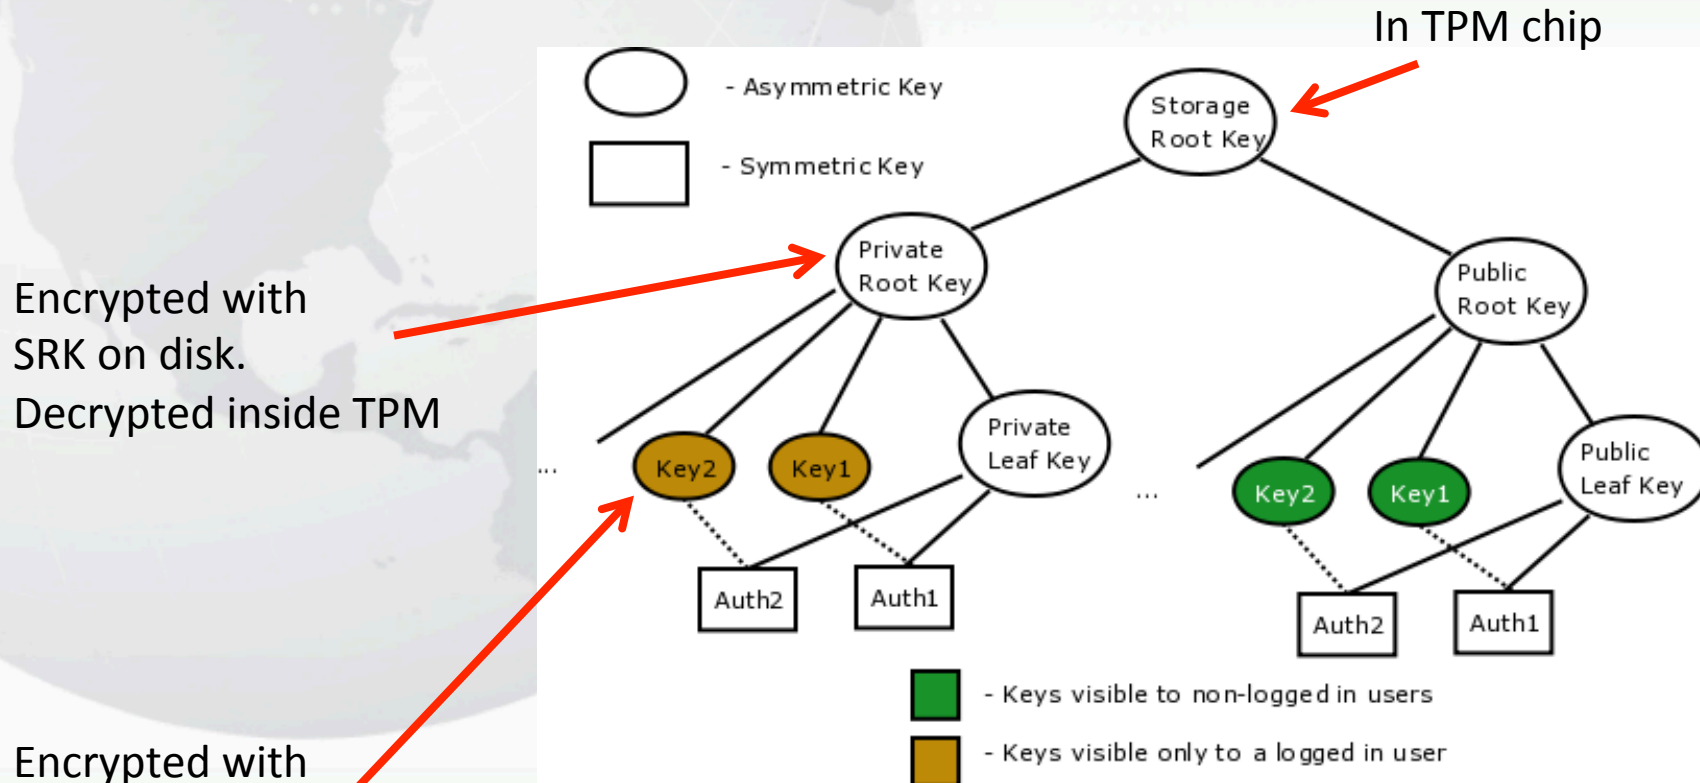 In TPM chip
- Asymmetric Key
- Symmetric Key
Storage
Root Key
Private
Root Key
Public
Root Key
Encrypted with
SRK on disk.
Decrypted inside TPM
Private
Leaf Key
Public
Leaf Key
...
Key2
Key1
...
Key2
Key1
Auth2
Auth1
Auth2
Auth1
- Keys visible to non-logged in users
- Keys visible only to a logged in user
Encrypted with